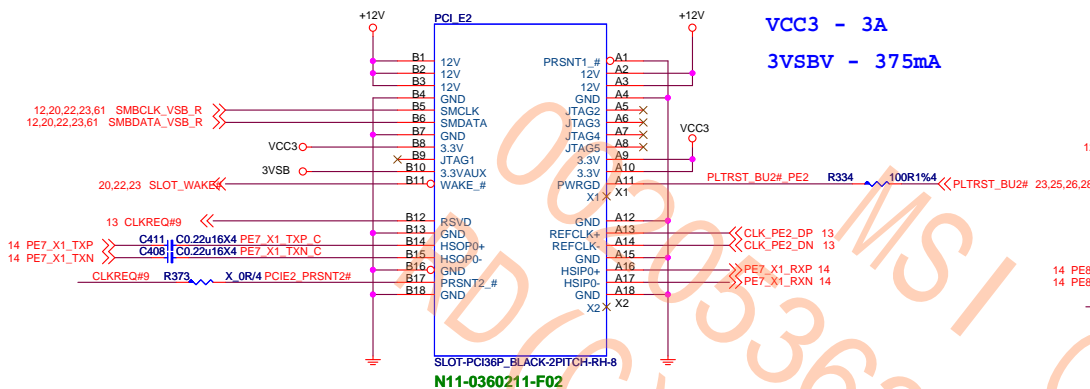 +12V
PCI_E2
+12V
VCC3 - 3A
3VSBV - 375mA
B1 12V PRSNT1_# A1
B2 12V 12V A2
B3 12V 12V A3
B4 GND GND A4
12,20,22,23,61 SMBCLK_VSB_R B5 SMCLK JTAG2 A5
12,20,22,23,61 SMBDATA_VSB_R B6 SMDATA JTAG3 A6
B7 GND JTAG4 A7
VCC3 B8 3.3V JTAG5 A8 VCC3
B9 JTAG1 3.3V A9
3VSB B10 3.3VAUX 3.3V A10
20,22,23 SLOT_WAKE# B11 WAKE_# PWRGD A11 PLTRST_BU2#_PE2 R334 100R1%4 PLTRST_BU2# 23,25,26,28
X1 X1
13 CLKREQ#9 B12 RSVD GND A12
B13 GND REFCLK+ A13 CLK_PE2_DP 13
14 PE7_X1_TXP C411 C0.22u16X4 PE7_X1_TXP_C B14 HSOP0+ REFCLK- A14 CLK_PE2_DN 13
14 PE7_X1_TXN C408 C0.22u16X4 PE7_X1_TXN_C B15 HSOP0- GND A15
B16 GND HSIP0+ A16 PE7_X1_RXP 14
CLKREQ#9 R373 X_0R/4 PCIE2_PRSNT2# B17 PRSNT2_# HSIP0- A17 PE7_X1_RXN 14
B18 GND GND A18
X2 X2
14 PE8
14 PE8
SLOT-PCI36P_BLACK-2PITCH-RH-8
N11-0360211-F02
MSI